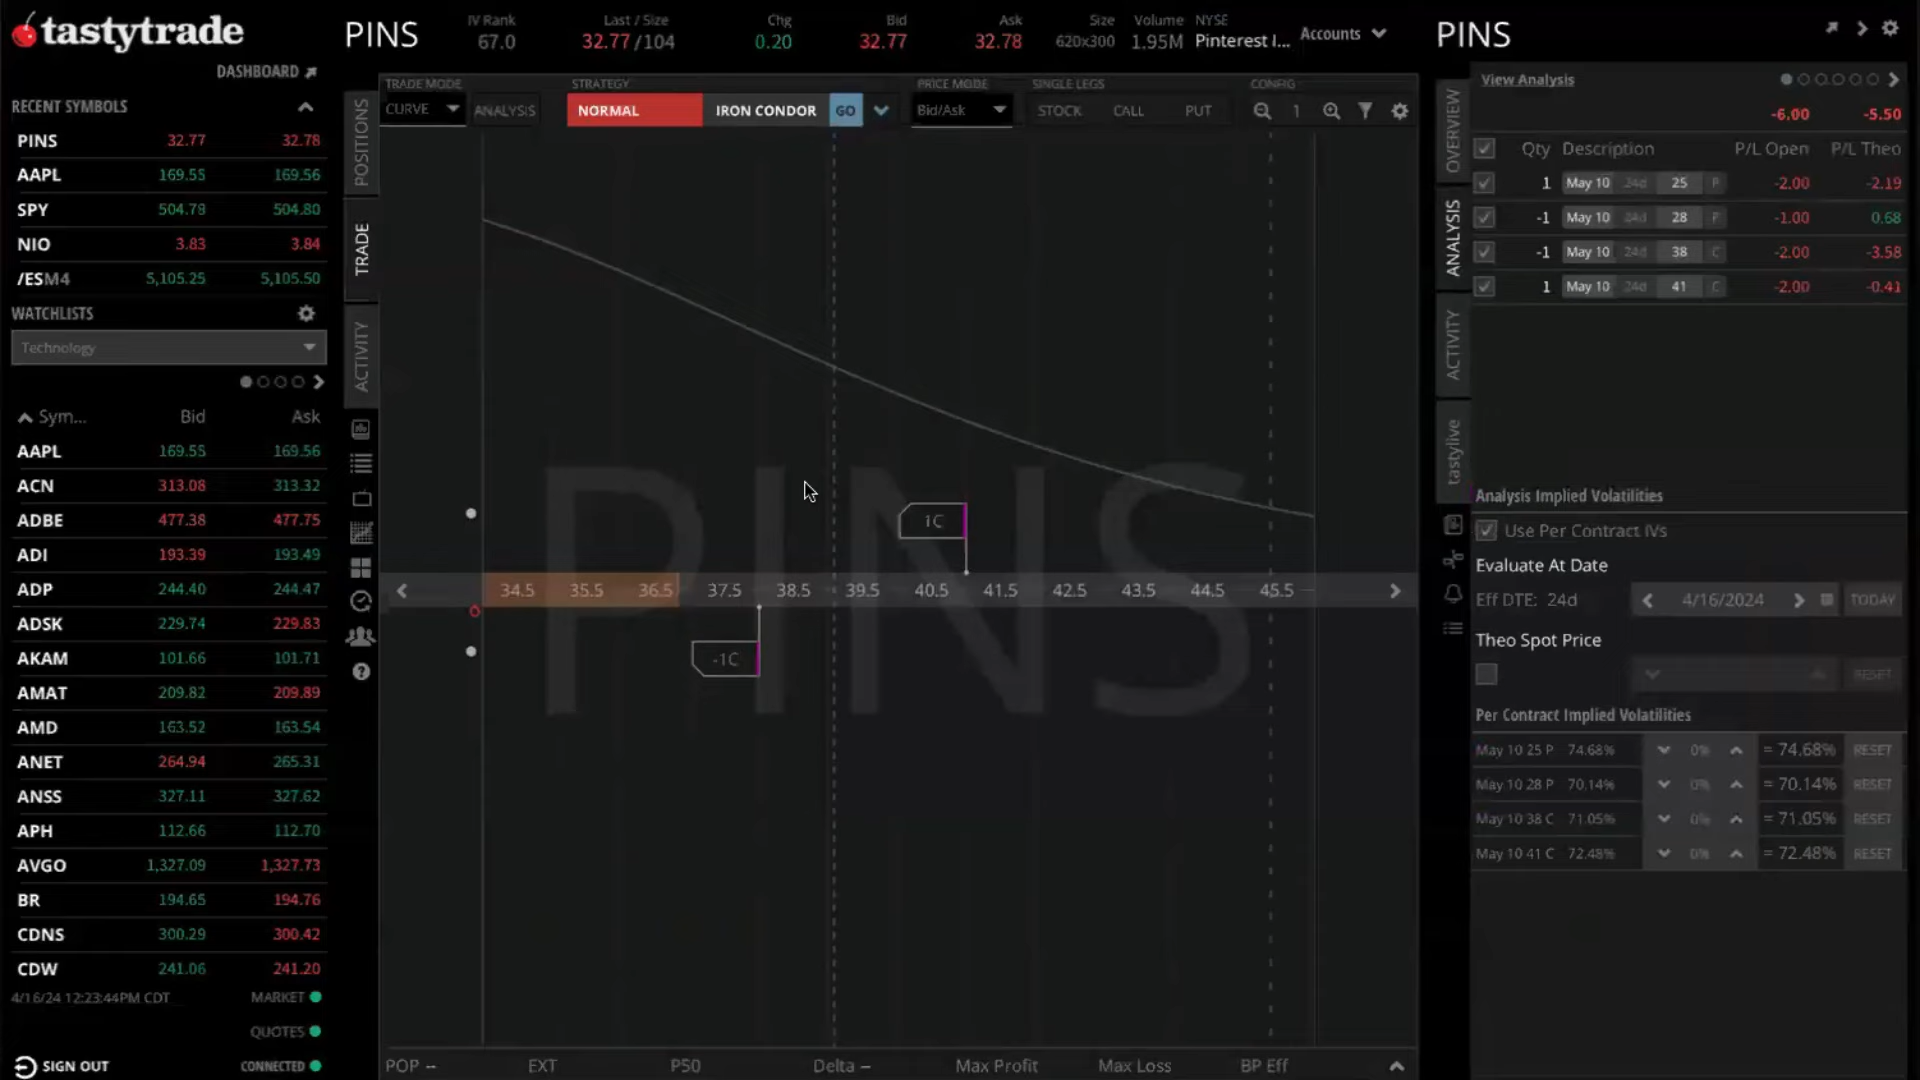 tastytrade
DASHBOARD
RECENT SYMBOLS
PINS 32.77 32.78
AAPL 169.55 169.56
SPY 504.78 504.80
NIO 3.83 3.84
/ESM4 5,105.25 5,105.50
WATCHLISTS
Technology
Sym... Bid Ask
AAPL 169.55 169.56
ACN 313.08 313.32
ADBE 477.38 477.75
ADI 193.39 193.49
ADP 244.40 244.47
ADSK 229.74 229.83
AKAM 101.66 101.71
AMAT 209.82 209.89
AMD 163.52 163.54
ANET 264.94 265.31
ANSS 327.11 327.62
APH 112.66 112.70
AVGO 1,327.09 1,327.73
BR 194.65 194.76
CDNS 300.29 300.42
CDW 241.06 241.20
4/16/24 12:23:44PM CDT MARKET
QUOTES
SIGN OUT CONNECTED
POSITIONS
TRADE
ACTIVITY
PINS
IV Rank Last / Size Chg Bid Ask Size Volume NYSE
67.0 32.77 /104 0.20 32.77 32.78 620x300 1.95M Pinterest I...
Accounts
TRADE MODE STRATEGY PRICE MODE SINGLE LEGS CONFIG
CURVE ANALYSIS NORMAL IRON CONDOR GO Bid/Ask STOCK CALL PUT 1
PINS
1C
34.5 35.5 36.5 37.5 38.5 39.5 40.5 41.5 42.5 43.5 44.5 45.5
-1C
POP -- EXT P50 Delta -- Max Profit Max Loss BP Eff
PINS
OVERVIEW
ANALYSIS
ACTIVITY
tastylive
View Analysis
-6.00 -5.50
Qty Description P/L Open P/L Theo
1 May 10 24d 25 P -2.00 -2.19
-1 May 10 24d 28 P -1.00 0.68
-1 May 10 24d 38 C -2.00 -3.58
1 May 10 24d 41 C -2.00 -0.41
Analysis Implied Volatilities
Use Per Contract IVs
Evaluate At Date
Eff DTE: 24d 4/16/2024 TODAY
Theo Spot Price
RESET
Per Contract Implied Volatilities
May 10 25 P 74.68% 0% = 74.68% RESET
May 10 28 P 70.14% 0% = 70.14% RESET
May 10 38 C 71.05% 0% = 71.05% RESET
May 10 41 C 72.48% 0% = 72.48% RESET